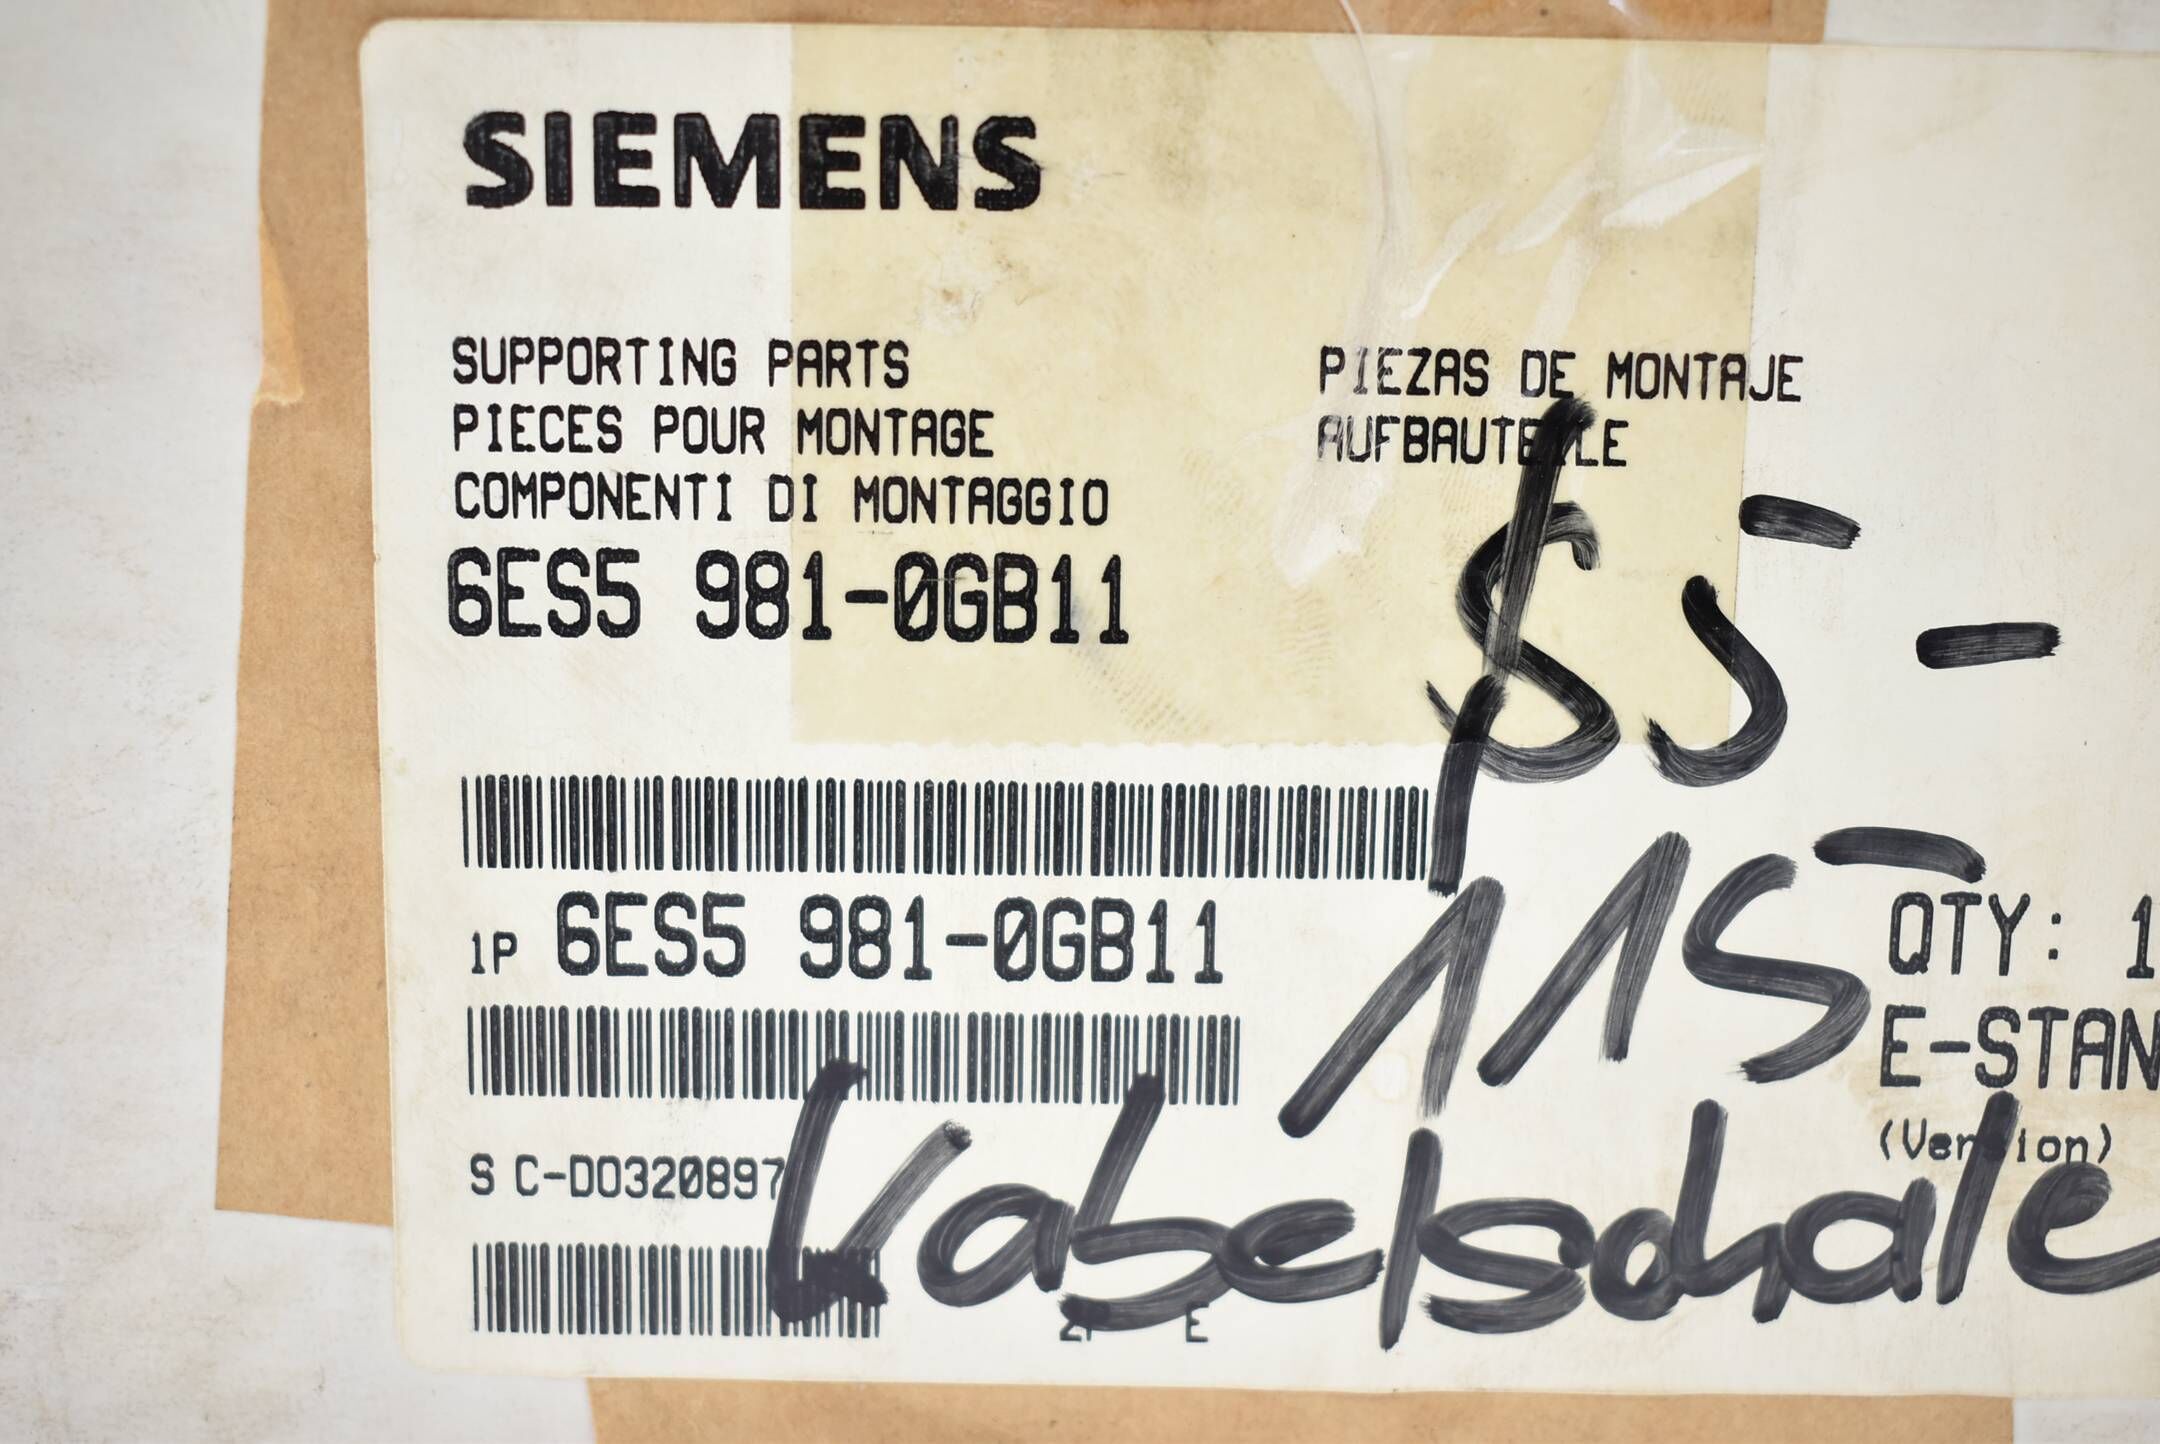 SIEMENS
SUPPORTING PARTS
PIECES POUR MONTAGE
COMPONENTI DI MONTAGGIO
PIEZAS DE MONTAJE
AUFBAUTEILE
6ES5 981-0GB11
S5-
1P 6ES5 981-0GB11
115
QTY: 1
E-STAN
(Version)
S C-DO320897
Kabelschale